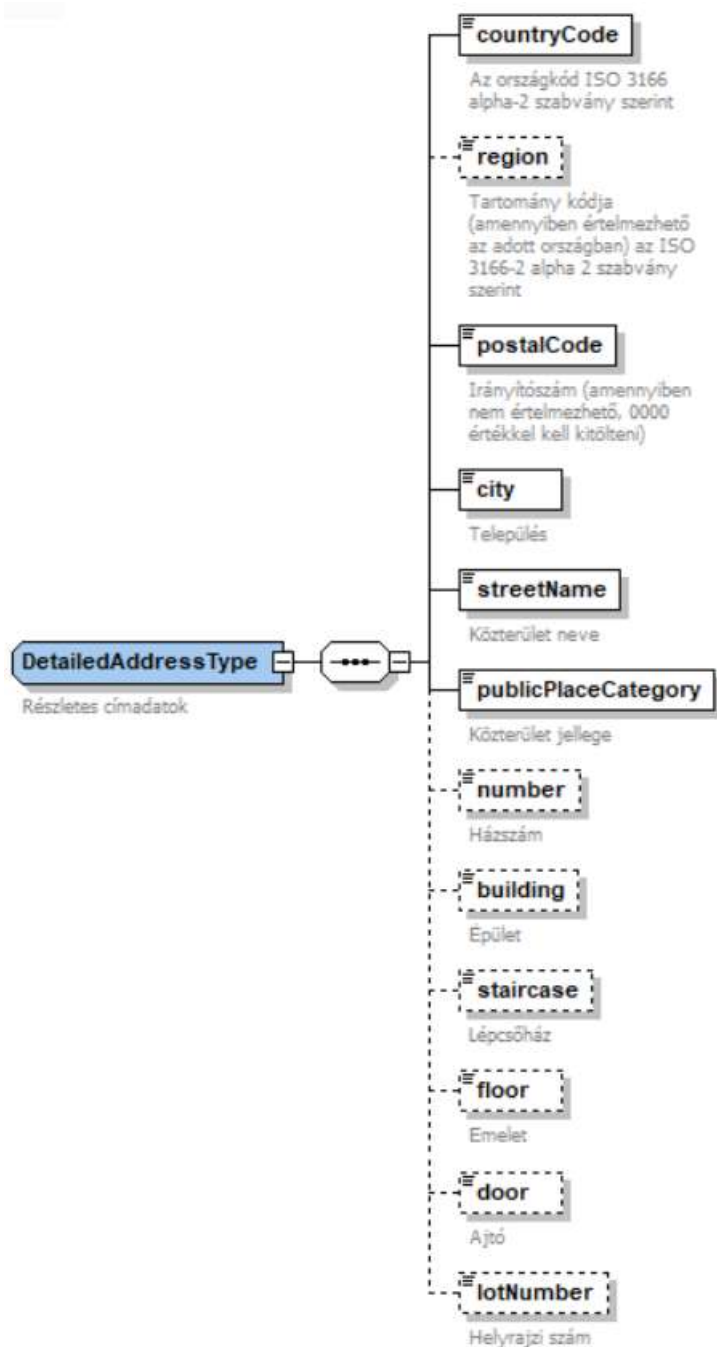 countryCode
Az országkód ISO 3166
alpha-2 szabvány szerint
region
Tartomány kódja
(amennyiben értelmezhető
az adott országban) az ISO
3166-2 alpha 2 szabvány
szerint
postalCode
Irányítószám (amennyiben
nem értelmezhető, 0000
értékkel kell kitölteni)
city
Település
streetName
Közterület neve
DetailedAddressType
Részletes címadatok
publicPlaceCategory
Közterület jellege
number
Házszám
building
Épület
staircase
Lépcsőház
floor
Emelet
door
Ajtó
lotNumber
Helyrajzi szám